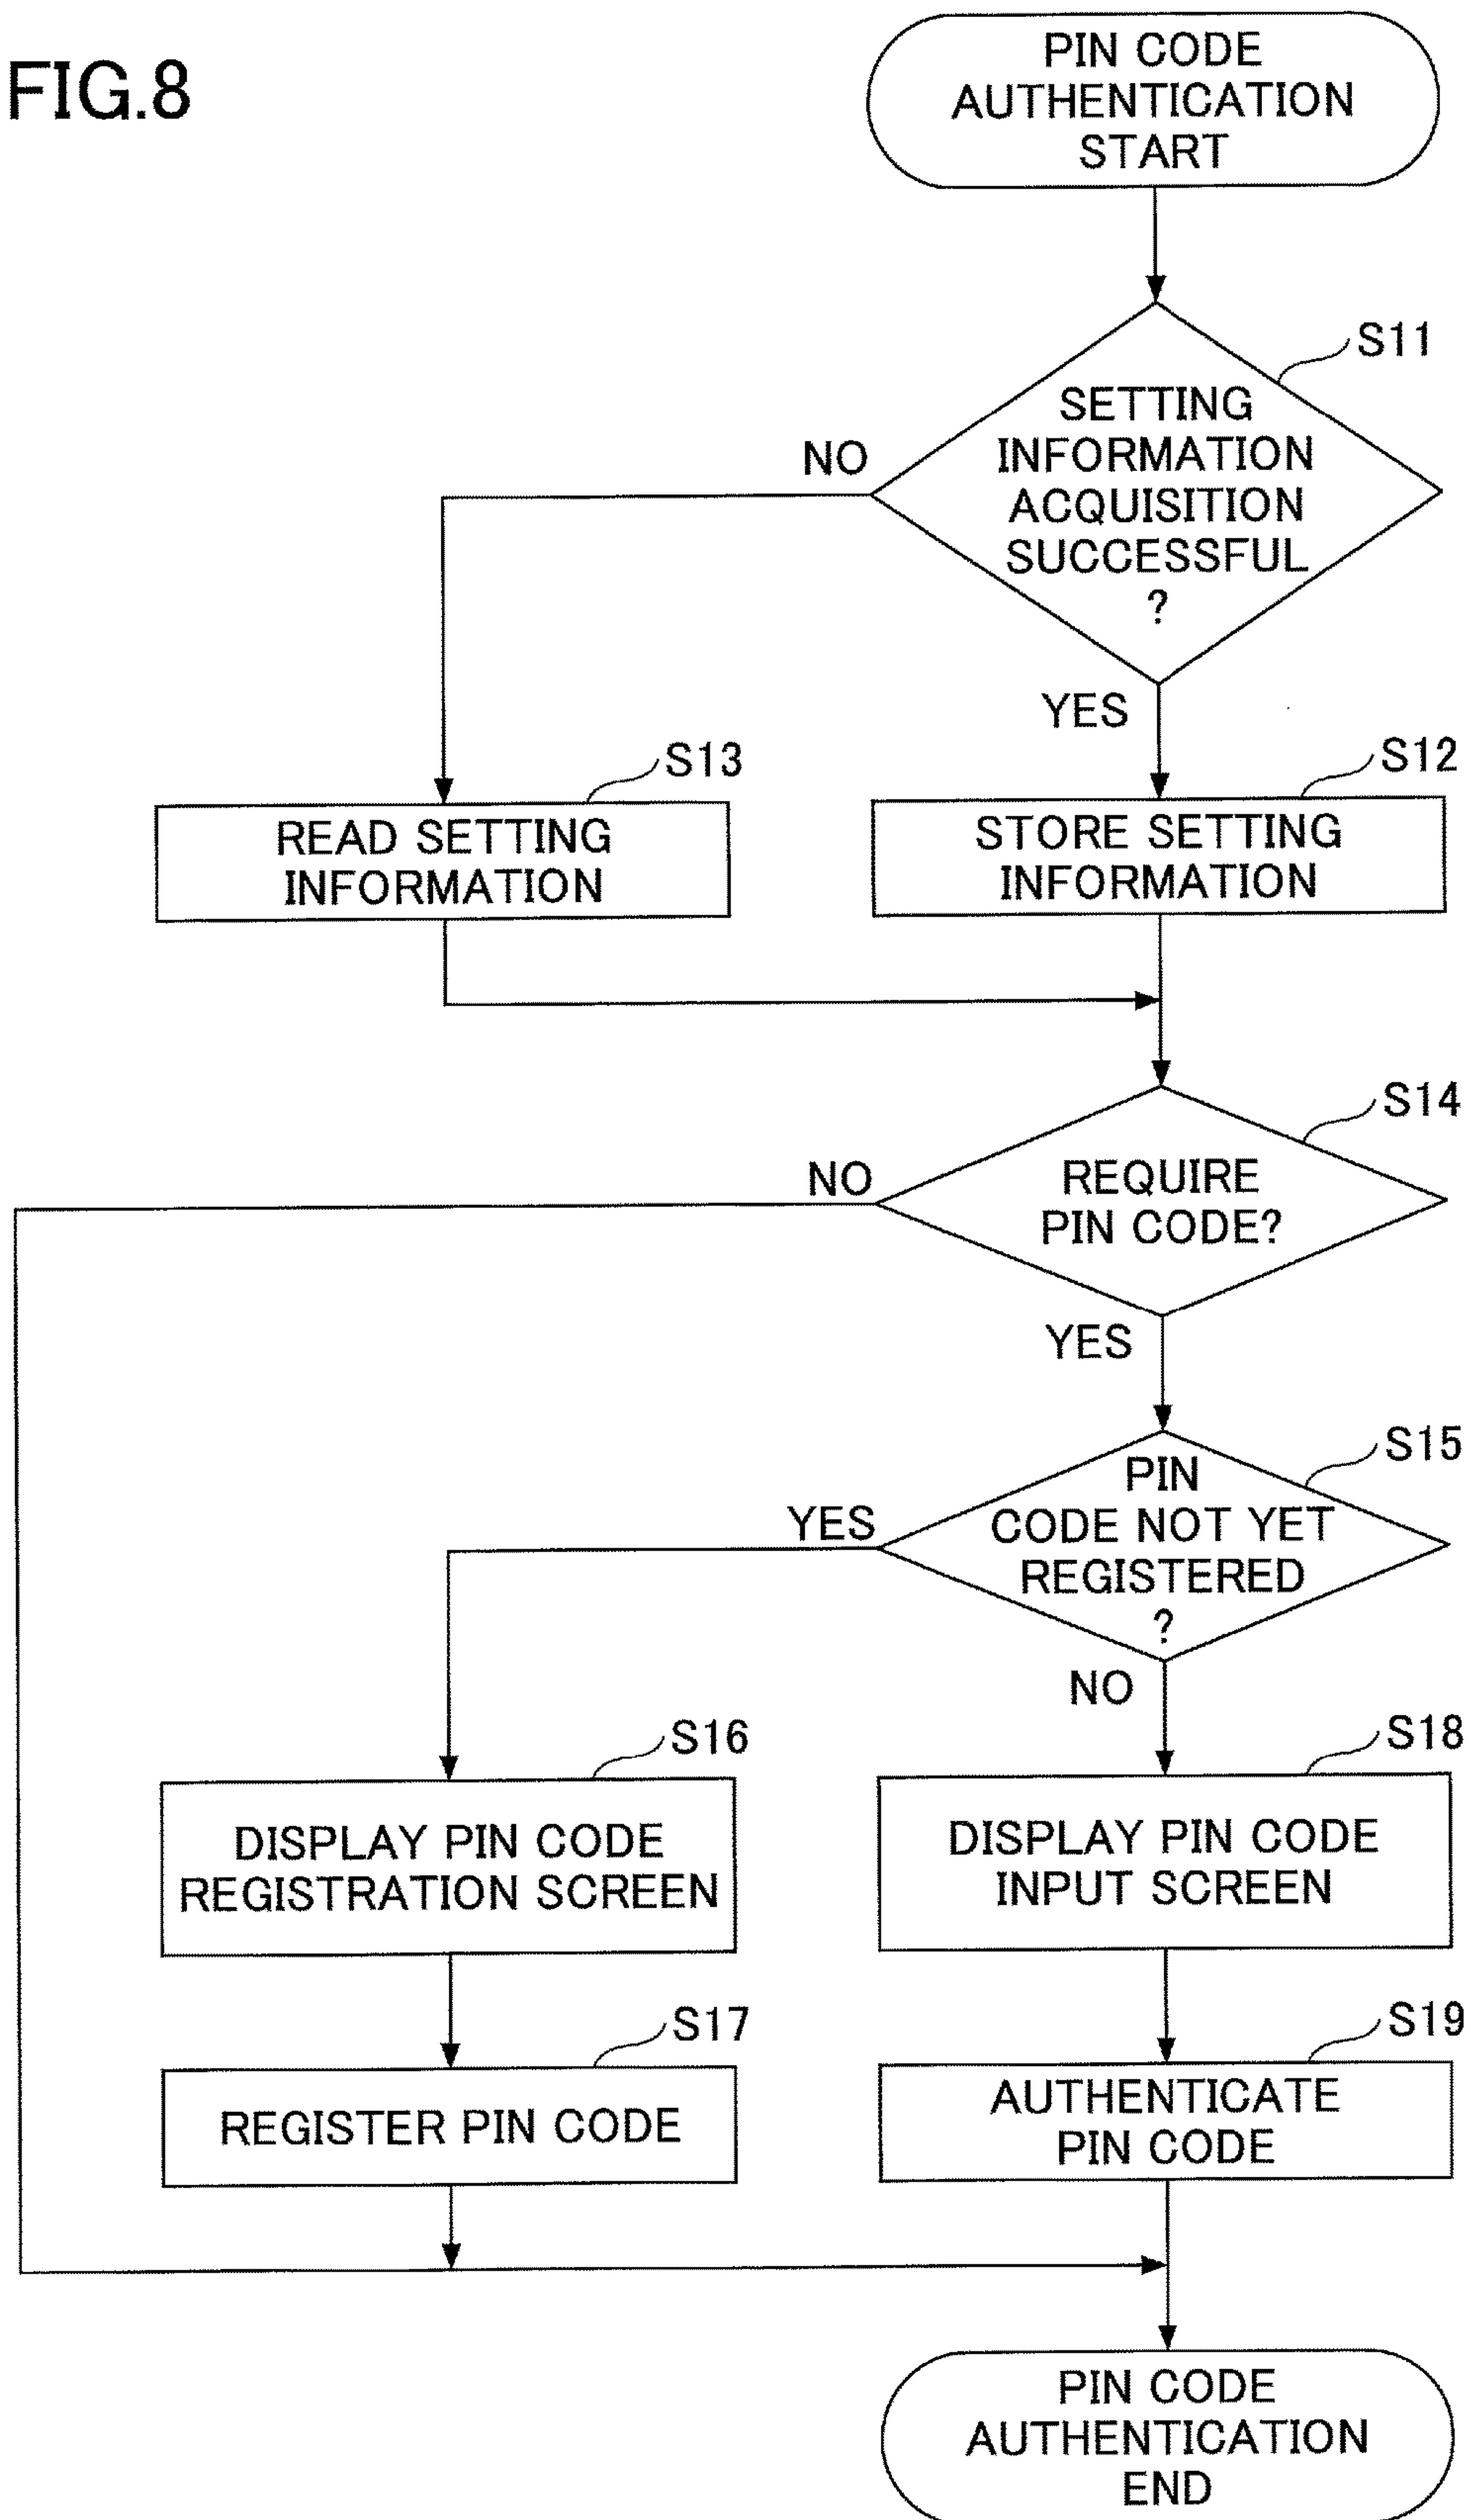 FIG.8
PIN CODE
AUTHENTICATION
START
S11
SETTING
INFORMATION
ACQUISITION
SUCCESSFUL
?
NO
YES
S13
READ SETTING
INFORMATION
S12
STORE SETTING
INFORMATION
S14
REQUIRE
PIN CODE?
NO
YES
S15
PIN
CODE NOT YET
REGISTERED
?
YES
NO
S16
DISPLAY PIN CODE
REGISTRATION SCREEN
S18
DISPLAY PIN CODE
INPUT SCREEN
S17
REGISTER PIN CODE
S19
AUTHENTICATE
PIN CODE
PIN CODE
AUTHENTICATION
END